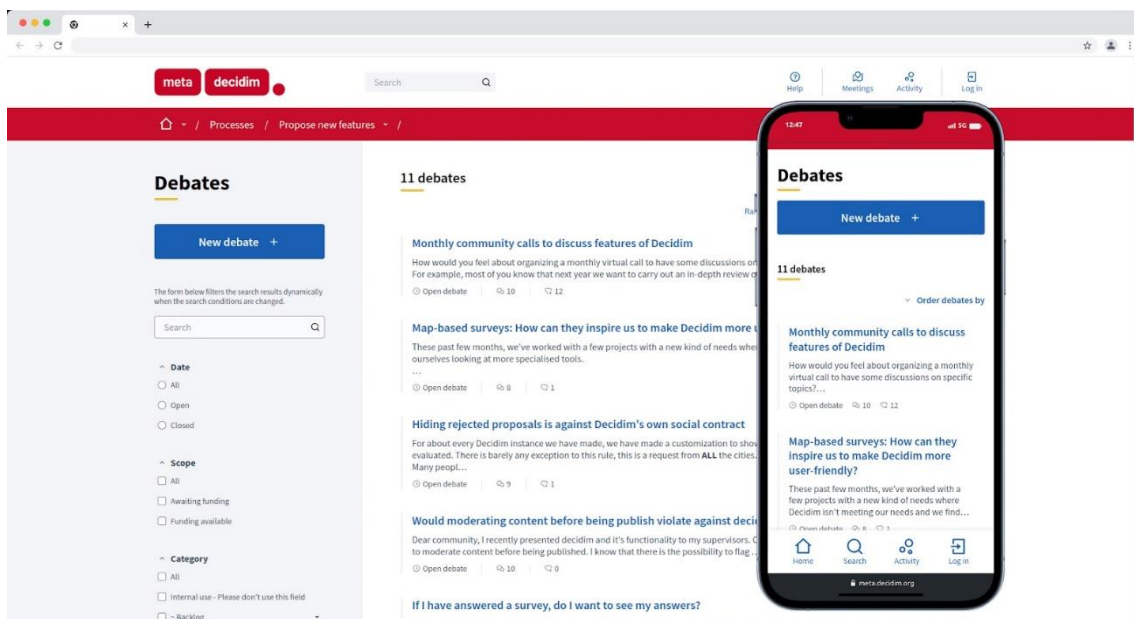 meta decidim
Search
Help
Meetings
Activity
Log in
/ Processes / Propose new features /
Debates
New debate +
The form below filters the search results dynamically
when the search conditions are changed.
Search
Date
All
Open
Closed
Scope
All
Awaiting funding
Funding available
Category
All
Internal use - Please don't use this field
- Backlog
11 debates
Monthly community calls to discuss features of Decidim
How would you feel about organizing a monthly virtual call to have some discussions on
For example, most of you know that next year we want to carry out an in-depth review
Open debate 10 12
Map-based surveys: How can they inspire us to make Decidim more
These past few months, we've worked with a few projects with a new kind of needs
ourselves looking at more specialised tools.
...
Open debate 8 1
Hiding rejected proposals is against Decidim's own social contract
For about every Decidim instance we have made, we have made a customization to
evaluated. There is barely any exception to this rule, this is a request from ALL the cities.
Many peopl...
Open debate 9 1
Would moderating content before being publish violate against
Dear community, I recently presented decidim and it's functionality to my supervisors.
to moderate content before being published. I know that there is the possibility to flag ..
Open debate 10 0
If I have answered a survey, do I want to see my answers?
12:47 5G
Debates
New debate +
11 debates
Order debates by
Monthly community calls to discuss
features of Decidim
How would you feel about organizing a monthly
virtual call to have some discussions on specific
topics?...
Open debate 10 12
Map-based surveys: How can they
inspire us to make Decidim more
user-friendly?
These past few months, we've worked with a
few projects with a new kind of needs where
Decidim isn't meeting our needs and we find...
Open debate 8 1
Home Search Activity Log in
meta.decidim.org